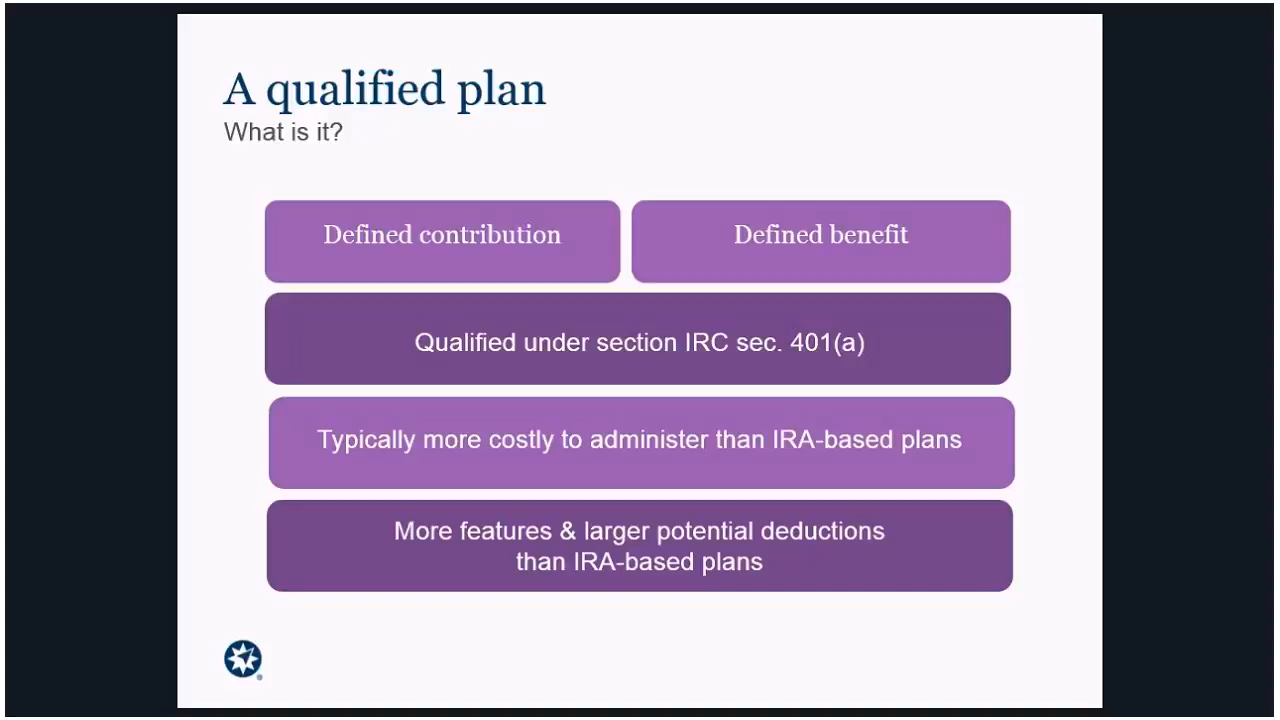 A qualified plan
What is it?
Defined contribution
Defined benefit
Qualified under section IRC sec. 401(a)
Typically more costly to administer than IRA-based plans
More features & larger potential deductions
than IRA-based plans